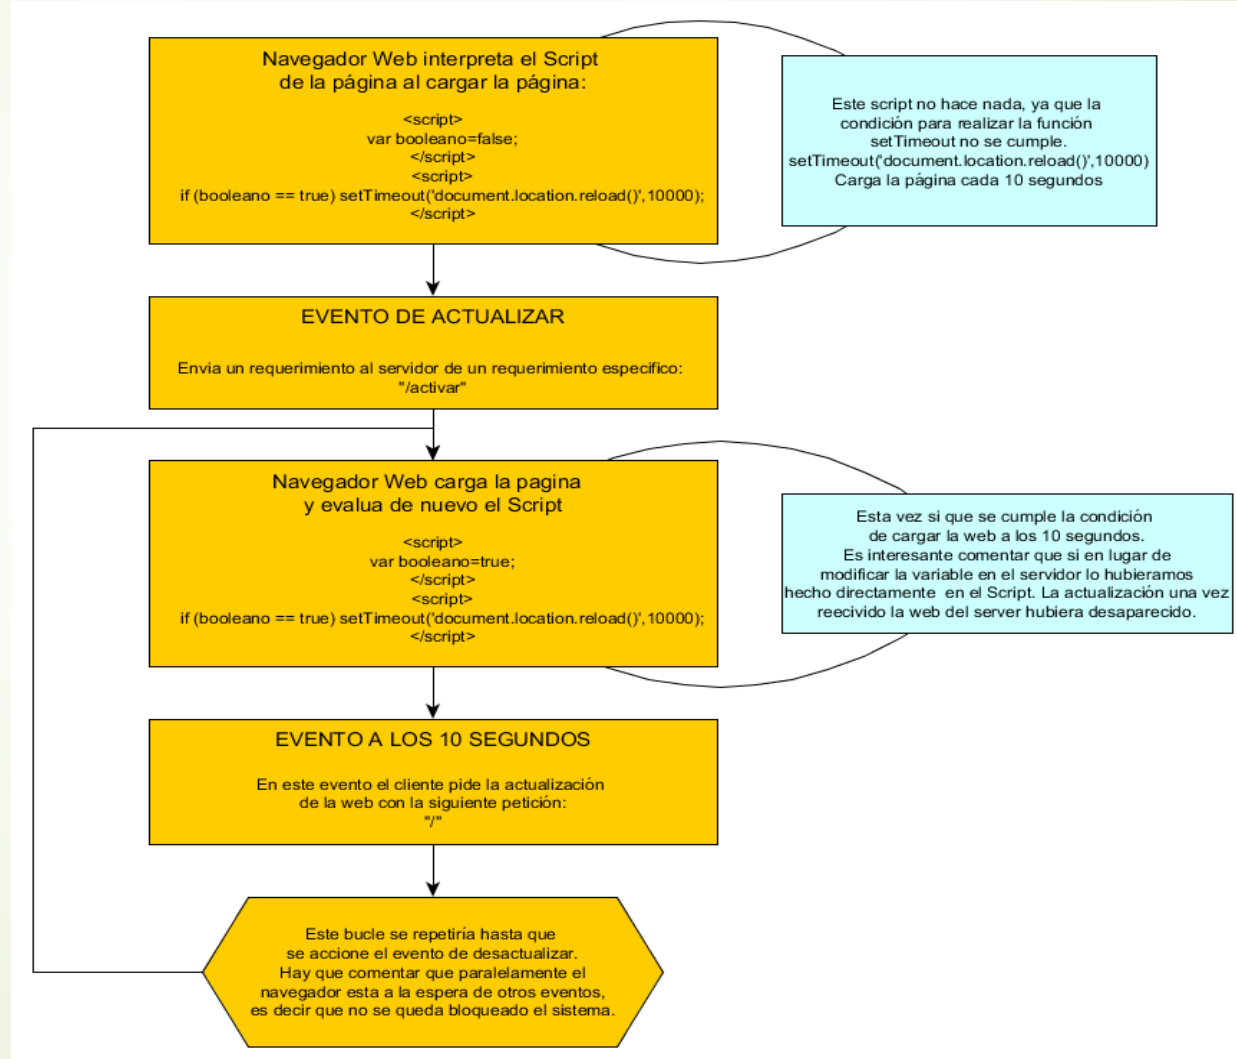 Navegador Web interpreta el Script
de la página al cargar la página:
<script>
var booleano=false;
</script>
<script>
if (booleano == true) setTimeout('document.location.reload()',10000);
</script>
Este script no hace nada, ya que la
condición para realizar la función
setTimeout no se cumple.
setTimeout('document.location.reload()',10000)
Carga la página cada 10 segundos
EVENTO DE ACTUALIZAR
Envia un requerimiento al servidor de un requerimiento especifico:
"/activar"
Navegador Web carga la pagina
y evalua de nuevo el Script
<script>
var booleano=true;
</script>
<script>
if (booleano == true) setTimeout('document.location.reload()',10000);
</script>
Esta vez si que se cumple la condición
de cargar la web a los 10 segundos.
Es interesante comentar que si en lugar de
modificar la variable en el servidor lo hubieramos
hecho directamente en el Script. La actualización una vez
reecivido la web del server hubiera desaparecido.
EVENTO A LOS 10 SEGUNDOS
En este evento el cliente pide la actualización
de la web con la siguiente petición:
"/"
Este bucle se repetiría hasta que
se accione el evento de desactualizar.
Hay que comentar que paralelamente el
navegador esta a la espera de otros eventos,
es decir que no se queda bloqueado el sistema.